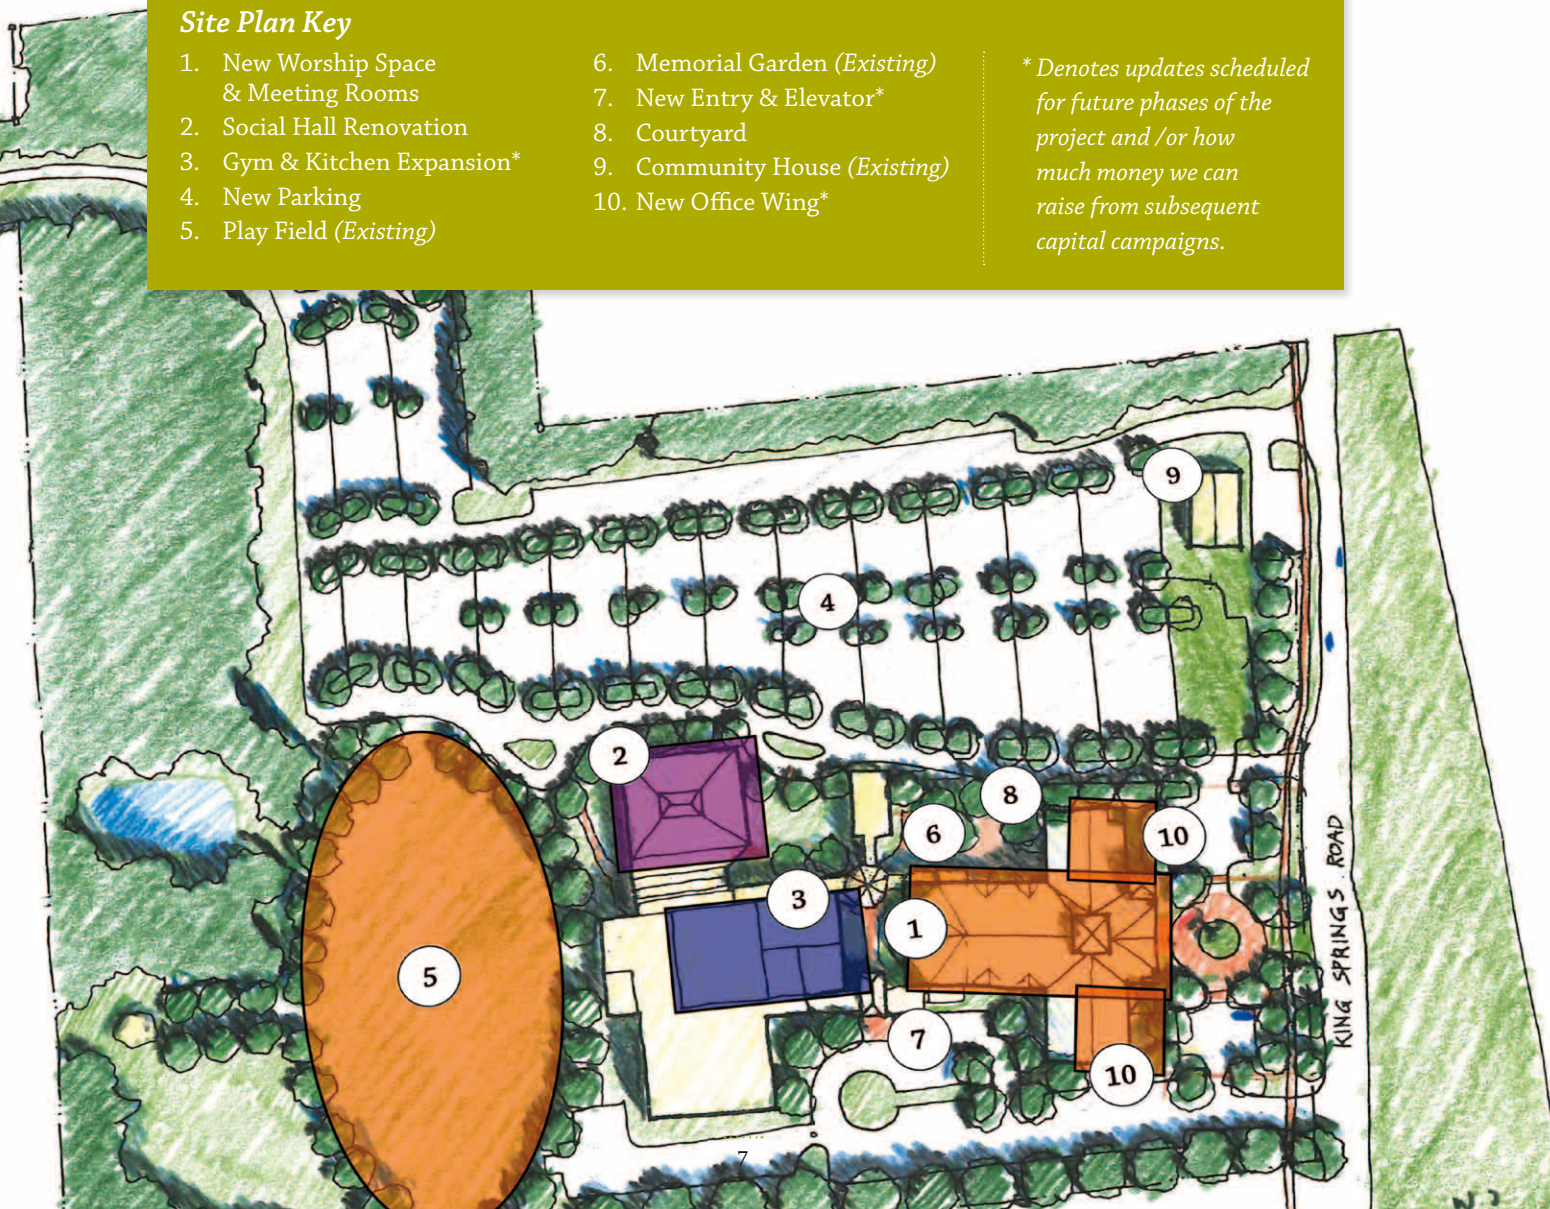 Site Plan Key
1. New Worship Space
& Meeting Rooms
2. Social Hall Renovation
3. Gym & Kitchen Expansion*
4. New Parking
5. Play Field (Existing)
6. Memorial Garden (Existing)
7. New Entry & Elevator*
8. Courtyard
9. Community House (Existing)
10. New Office Wing*
* Denotes updates scheduled
for future phases of the
project and /or how
much money we can
raise from subsequent
capital campaigns.
9
4
2
8
6
10
3
1
5
7
10
KING SPRINGS ROAD
7